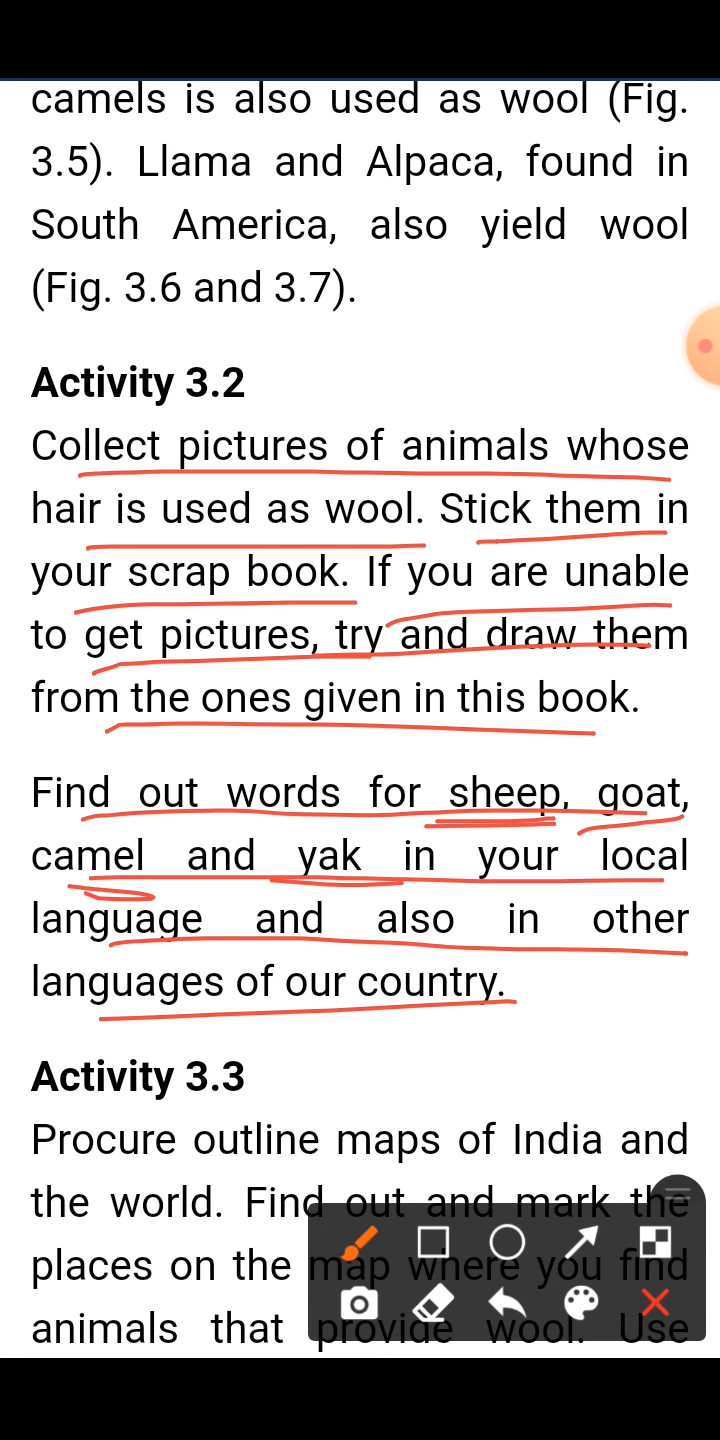 camels is also used as wool (Fig.
3.5). Llama and Alpaca, found in
South America, also yield wool
(Fig. 3.6 and 3.7).
Activity 3.2
Collect pictures of animals whose
hair is used as wool. Stick them in
your scrap book. If you are unable
to get pictures, try and draw them
from the ones given in this book.
Find out words for sheep, goat,
camel and yak in your local
language and also in other
languages of our country.
Activity 3.3
Procure outline maps of India and
the world. Find out and mark the
places on the map where you find
animals that provide wool. Use